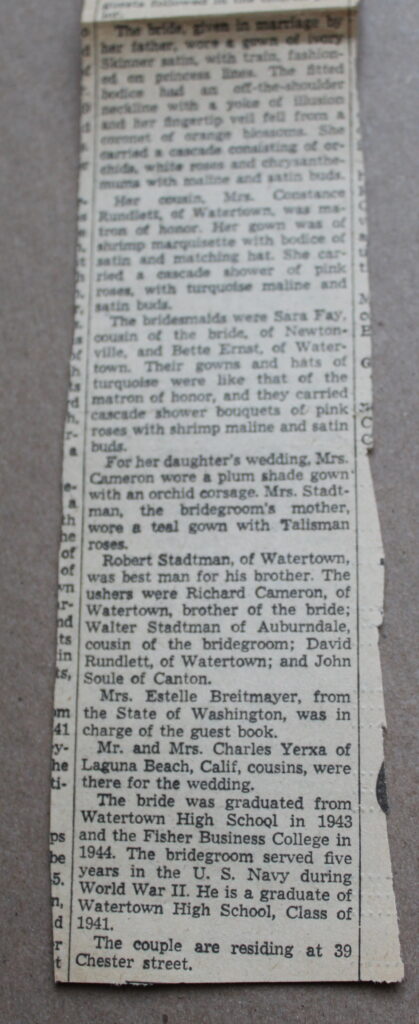 guests followed in the
The bride, given in marriage by
her father, wore a gown of ivory
Skinner satin, with train, fashion-
ed on princess lines. The fitted
bodice had an off-the-shoulder
neckline with a yoke of illusion
and her fingertip veil fell from a
coronet of orange blossoms. She
carried a cascade consisting of or-
chids, white roses and chrysanthe-
mums with maline and satin buds.
Her cousin, Mrs. Constance
Rundlett, of Watertown, was ma-
tron of honor. Her gown was of
shrimp marquisette with bodice of
satin and matching hat. She car-
ried a cascade shower of pink
roses, with turquoise maline and
satin buds.
The bridesmaids were Sara Fay,
cousin of the bride, of Newton-
ville, and Bette Ernst, of Water-
town. Their gowns and hats of
turquoise were like that of the
matron of honor, and they carried
cascade shower bouquets of pink
roses with shrimp maline and satin
buds.
For her daughter's wedding, Mrs.
Cameron wore a plum shade gown
with an orchid corsage. Mrs. Stadt-
man, the bridegroom's mother,
wore a teal gown with Talisman
roses.
Robert Stadtman, of Watertown,
was best man for his brother. The
ushers were Richard Cameron, of
Watertown, brother of the bride;
Walter Stadtman of Auburndale,
cousin of the bridegroom; David
Rundlett, of Watertown; and John
Soule of Canton.
Mrs. Estelle Breitmayer, from
the State of Washington, was in
charge of the guest book.
Mr. and Mrs. Charles Yerxa of
Laguna Beach, Calif, cousins, were
there for the wedding.
The bride was graduated from
Watertown High School in 1943
and the Fisher Business College in
1944. The bridegroom served five
years in the U. S. Navy during
World War II. He is a graduate of
Watertown High School, Class of
1941.
The couple are residing at 39
Chester street.